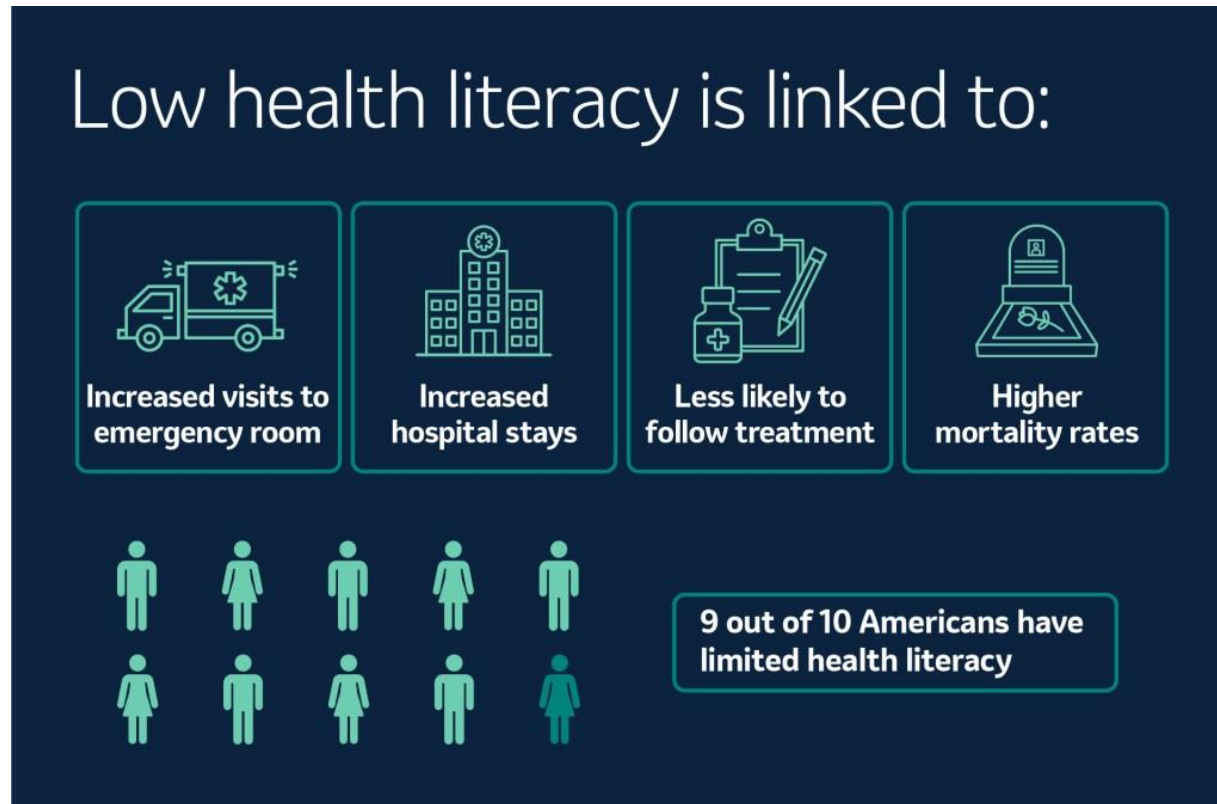 Low health literacy is linked to:
Increased visits to
emergency room
Increased
hospital stays
Less likely to
follow treatment
Higher
mortality rates
9 out of 10 Americans have
limited health literacy